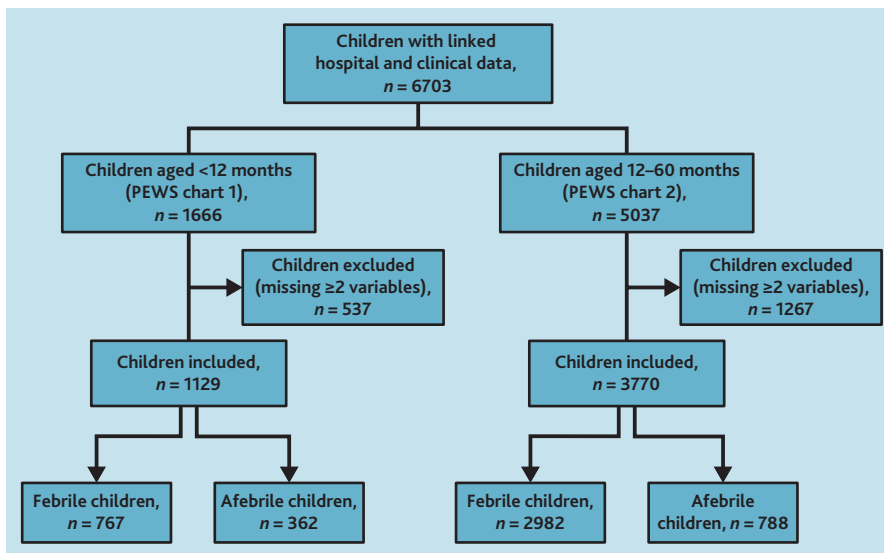 Children with linked
hospital and clinical data,
n = 6703
Children aged <12 months
(PEWS chart 1),
n = 1666
Children aged 12–60 months
(PEWS chart 2),
n = 5037
Children excluded
(missing ≥2 variables),
n = 537
Children excluded
(missing ≥2 variables),
n = 1267
Children included,
n = 1129
Children included,
n = 3770
Febrile children,
n = 767
Afebrile children,
n = 362
Febrile children,
n = 2982
Afebrile
children, n = 788